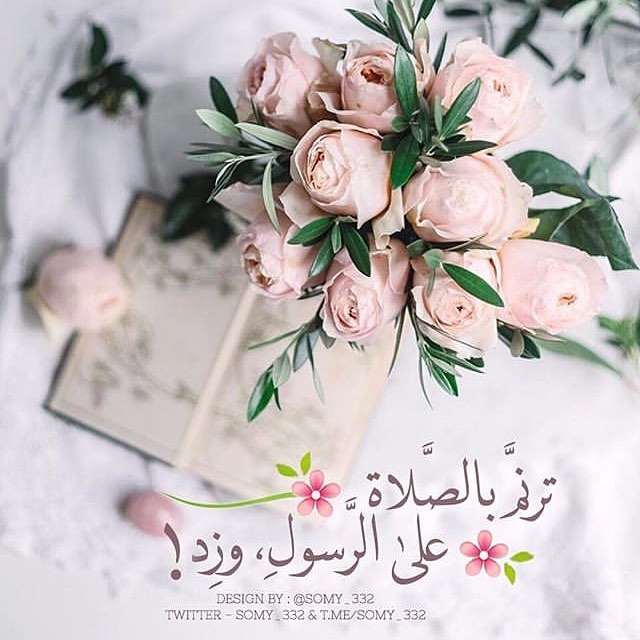 ترنَّم بالصَّلاة
علىٰ الرَّسولِ، وزِد!
DESIGN BY : @SOMY_332
TWITTER - SOMY_332 & T.ME/SOMY_332